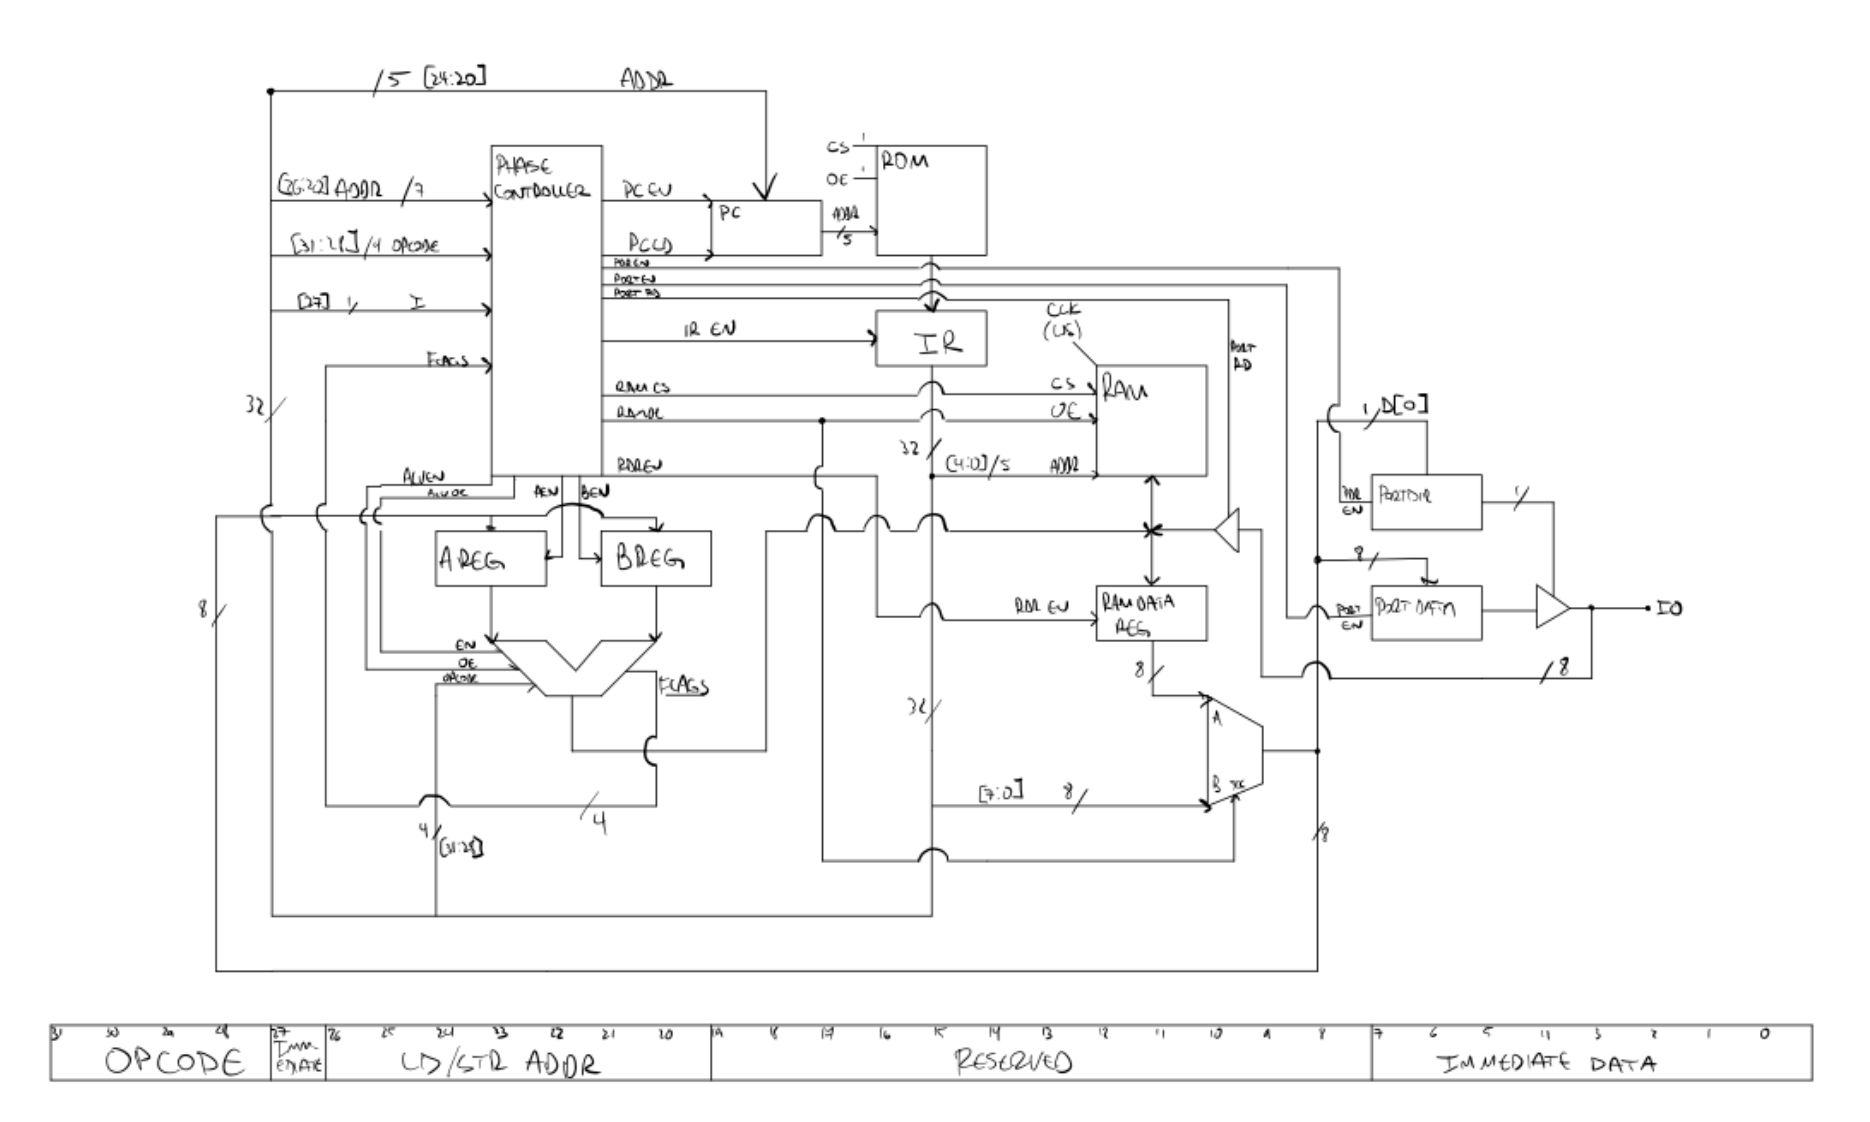 /5 [24:20] ADDR
[26:20] ADDR /7
PHASE
CONTROLLER
PC EN
PC
CS 1
OE 1
ROM
ADDR
/5
[31:28] /4 OPCODE
PC LD
PDR EN
PORT EN
PORT RD
[27] 1/ I
IR EN
IR
CLK
(US)
PORT
RD
FLAGS
RAM CS
CS
RAM
RAM OE
OE
32/
1/ D[0]
32/
[4:0]/5 ADDR
RDR EN
ALU EN
ALU OE
AEN
BEN
PDR
EN
PORT DIR
1/
A REG
B REG
8/
8/
RDR EN
RAM DATA
REG
PORT
EN
PORT DATA
IO
EN
OE
OPCODE
FLAGS
8/
/8
32/
A
B
[7:0] 8/
/4
4/
[31:28]
/8
31 30 29 28 27 26 25 24 23 22 21 20 19 18 17 16 15 14 13 12 11 10 9 8 7 6 5 4 3 2 1 0
OPCODE
IMM-
EDIATE
LD/STR ADDR
RESERVED
IMMEDIATE DATA